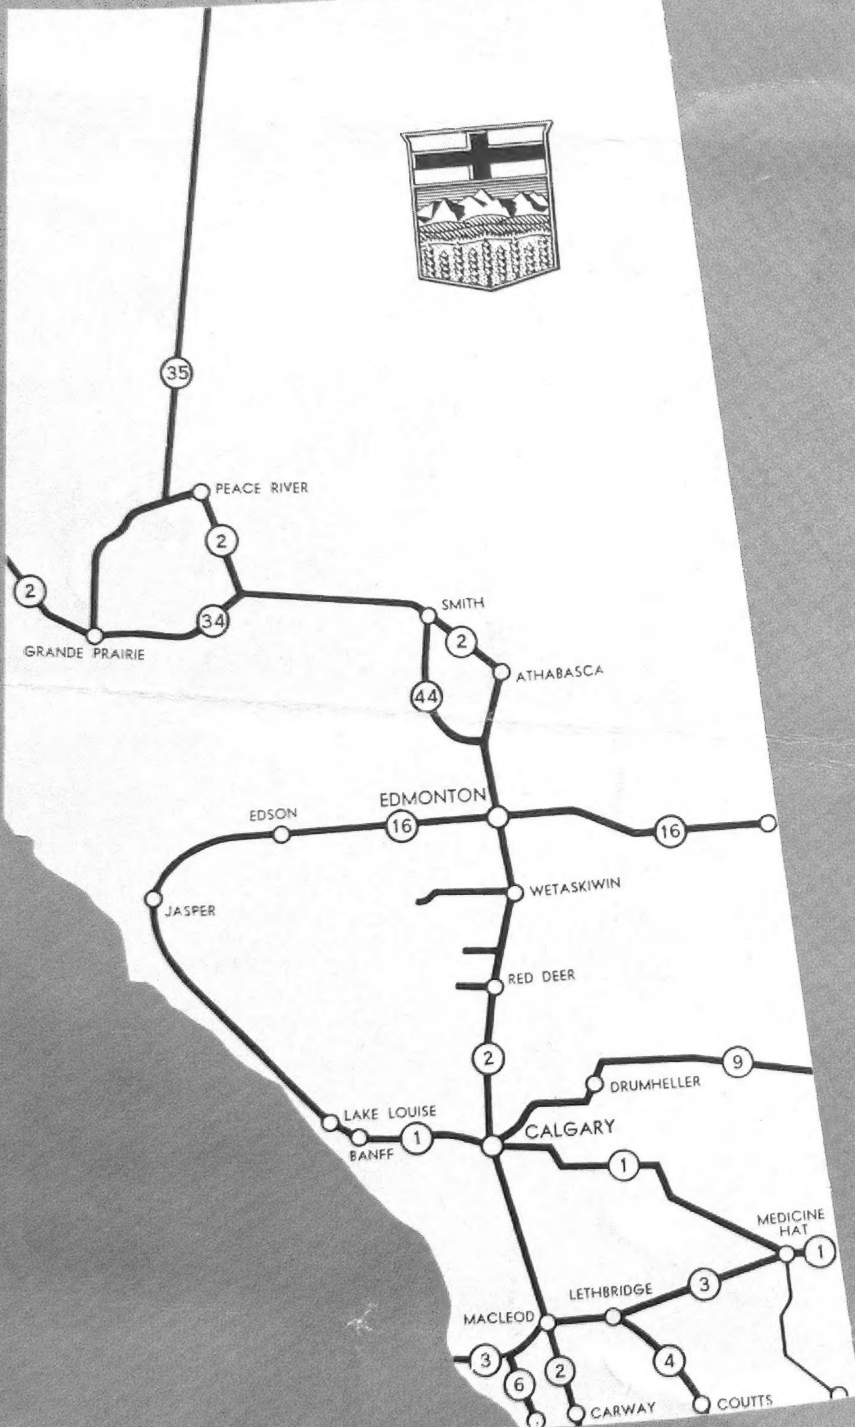 35
PEACE RIVER
2
2
34
SMITH
2
GRANDE PRAIRIE
ATHABASCA
44
EDMONTON
EDSON
16
16
WETASKIWIN
JASPER
RED DEER
2
9
DRUMHELLER
LAKE LOUISE
CALGARY
1
BANFF
1
MEDICINE
HAT
1
3
LETHBRIDGE
MACLEOD
3
2
4
6
CARWAY
COUTTS